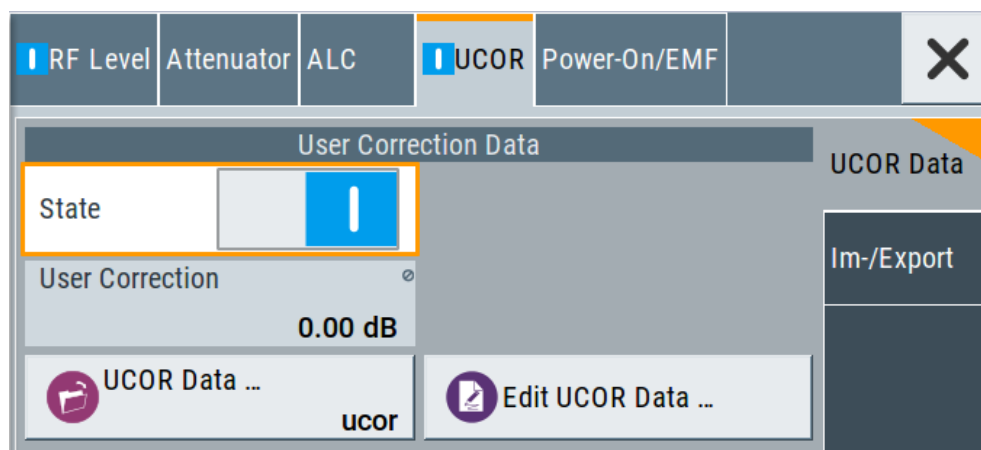 RF Level Attenuator ALC UCOR Power-On/EMF
User Correction Data
UCOR Data
State
Im-/Export
User Correction
0.00 dB
UCOR Data ...
ucor
Edit UCOR Data ...